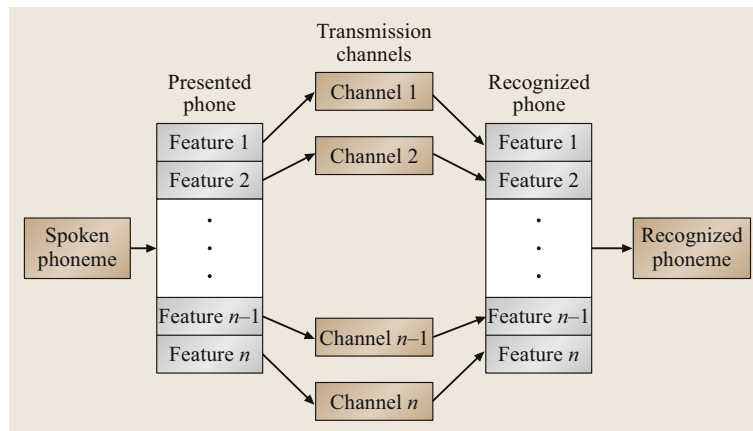 Transmission
channels
Presented
phone
Channel 1
Recognized
phone
Feature 1
Feature 1
Channel 2
Feature 2
Feature 2
Spoken
phoneme
Recognized
phoneme
Feature n–1
Feature n–1
Channel n–1
Feature n
Feature n
Channel n